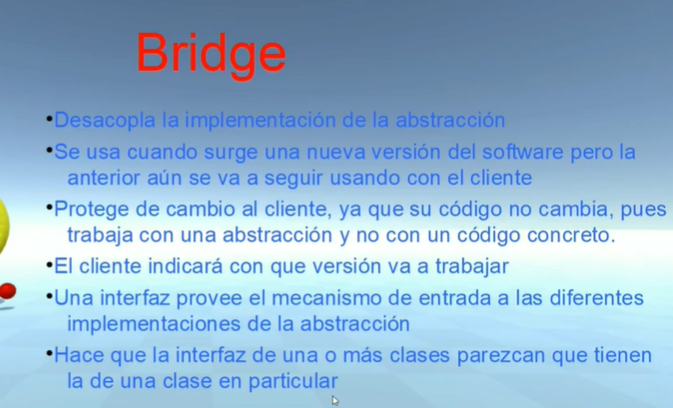 Bridge
•Desacopla la implementación de la abstracción
•Se usa cuando surge una nueva versión del software pero la
anterior aún se va a seguir usando con el cliente
•Protege de cambio al cliente, ya que su código no cambia, pues
trabaja con una abstracción y no con un código concreto.
•El cliente indicará con que versión va a trabajar
•Una interfaz provee el mecanismo de entrada a las diferentes
implementaciones de la abstracción
•Hace que la interfaz de una o más clases parezcan que tienen
la de una clase en particular